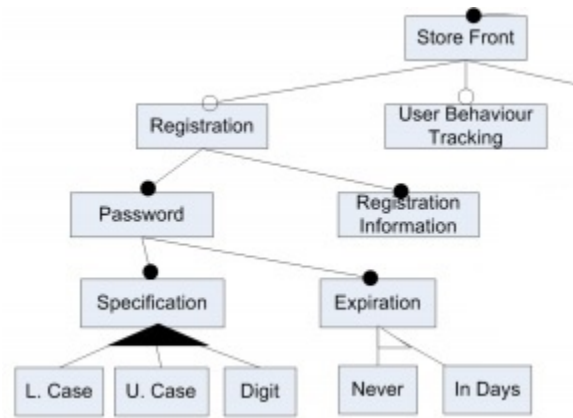 Store Front
Registration
User Behaviour
Tracking
Password
Registration
Information
Specification
Expiration
L. Case
U. Case
Digit
Never
In Days